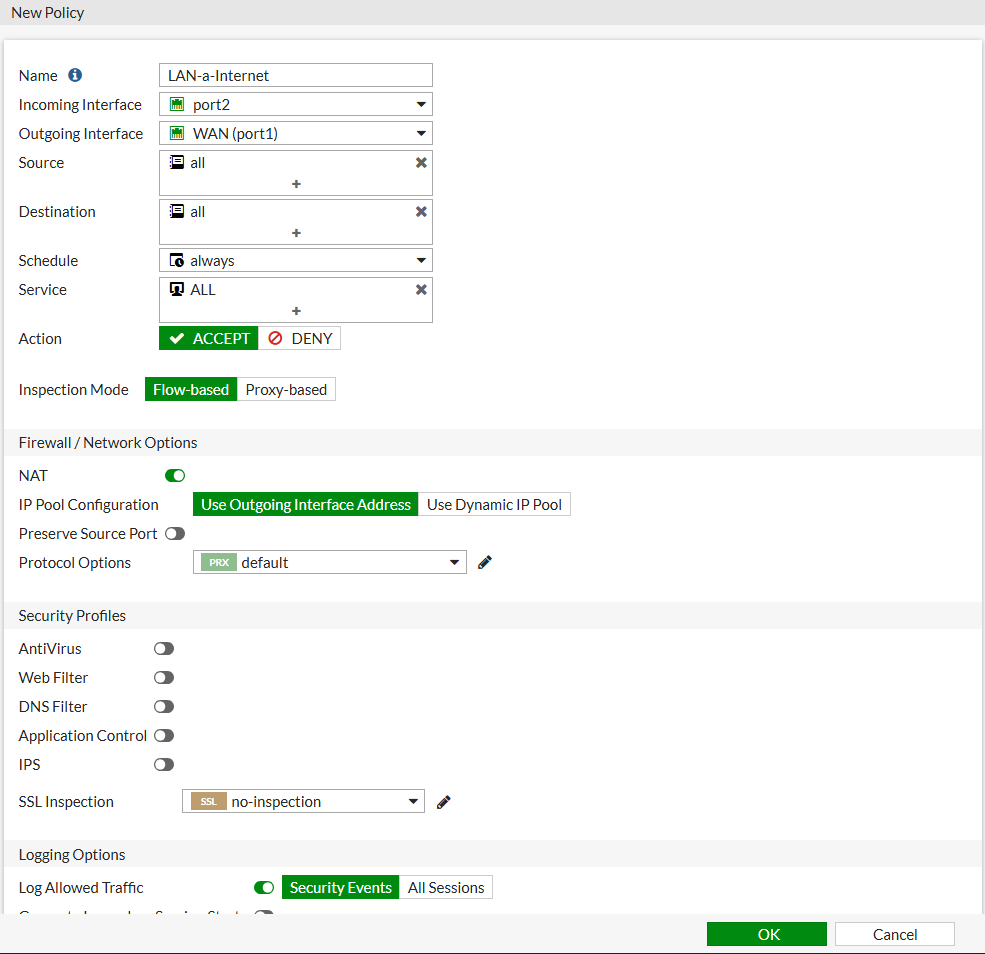 New Policy
Name LAN-a-Internet
Incoming Interface port2
Outgoing Interface WAN (port1)
Source all
+
Destination all
+
Schedule always
Service ALL
+
Action ACCEPT DENY
Inspection Mode Flow-based Proxy-based
Firewall / Network Options
NAT
IP Pool Configuration Use Outgoing Interface Address Use Dynamic IP Pool
Preserve Source Port
Protocol Options PRX default
Security Profiles
AntiVirus
Web Filter
DNS Filter
Application Control
IPS
SSL Inspection SSL no-inspection
Logging Options
Log Allowed Traffic Security Events All Sessions
OK Cancel